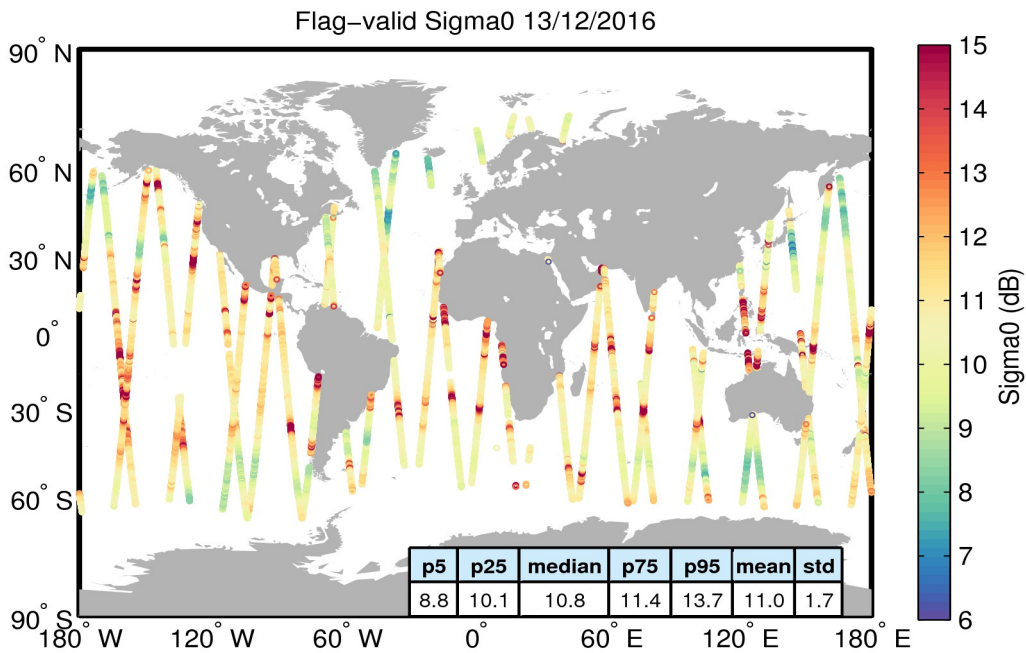 Flag−valid Sigma0 13/12/2016
90° N
60° N
30° N
0°
30° S
60° S
90° S
180° W
120° W
60° W
0°
60° E
120° E
180° E
p5 p25 median p75 p95 mean std
8.8 10.1 10.8 11.4 13.7 11.0 1.7
15
14
13
12
11
10
9
8
7
6
Sigma0 (dB)